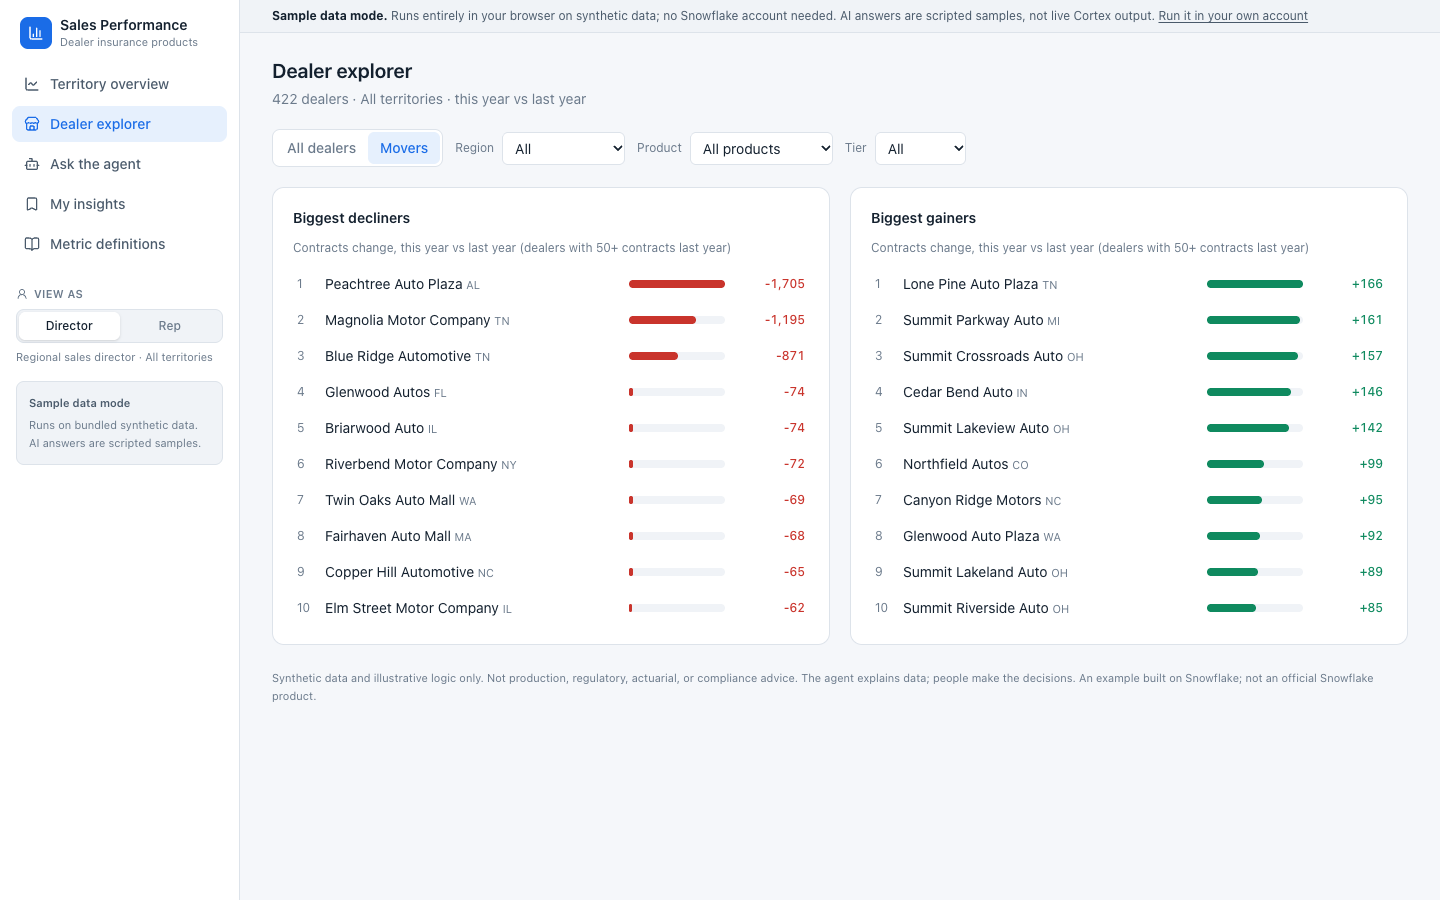 Sales Performance
Dealer insurance products
Territory overview
Dealer explorer
Ask the agent
My insights
Metric definitions
VIEW AS
Director Rep
Regional sales director · All territories
Sample data mode
Runs on bundled synthetic data.
AI answers are scripted samples.
Sample data mode. Runs entirely in your browser on synthetic data; no Snowflake account needed. AI answers are scripted samples, not live Cortex output. Run it in your own account
Dealer explorer
422 dealers · All territories · this year vs last year
All dealers Movers Region All Product All products Tier All
Biggest decliners
Contracts change, this year vs last year (dealers with 50+ contracts last year)
1 Peachtree Auto Plaza AL -1,705
2 Magnolia Motor Company TN -1,195
3 Blue Ridge Automotive TN -871
4 Glenwood Autos FL -74
5 Briarwood Auto IL -74
6 Riverbend Motor Company NY -72
7 Twin Oaks Auto Mall WA -69
8 Fairhaven Auto Mall MA -68
9 Copper Hill Automotive NC -65
10 Elm Street Motor Company IL -62
Biggest gainers
Contracts change, this year vs last year (dealers with 50+ contracts last year)
1 Lone Pine Auto Plaza TN +166
2 Summit Parkway Auto MI +161
3 Summit Crossroads Auto OH +157
4 Cedar Bend Auto IN +146
5 Summit Lakeview Auto OH +142
6 Northfield Autos CO +99
7 Canyon Ridge Motors NC +95
8 Glenwood Auto Plaza WA +92
9 Summit Lakeland Auto OH +89
10 Summit Riverside Auto OH +85
Synthetic data and illustrative logic only. Not production, regulatory, actuarial, or compliance advice. The agent explains data; people make the decisions. An example built on Snowflake; not an official Snowflake
product.